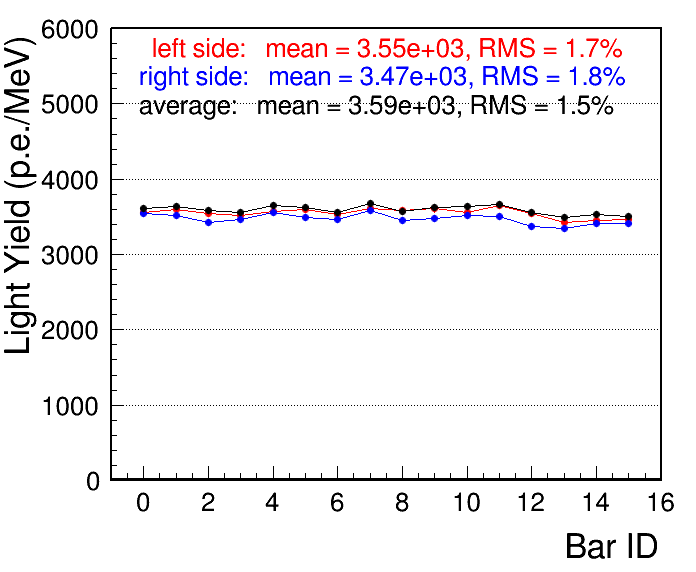 6000
left side: mean = 3.55e+03, RMS = 1.7%
right side: mean = 3.47e+03, RMS = 1.8%
5000
average: mean = 3.59e+03, RMS = 1.5%
4000
3000
2000
1000
0
Light Yield (p.e./MeV)
0 2 4 6 8 10 12 14 16
Bar ID